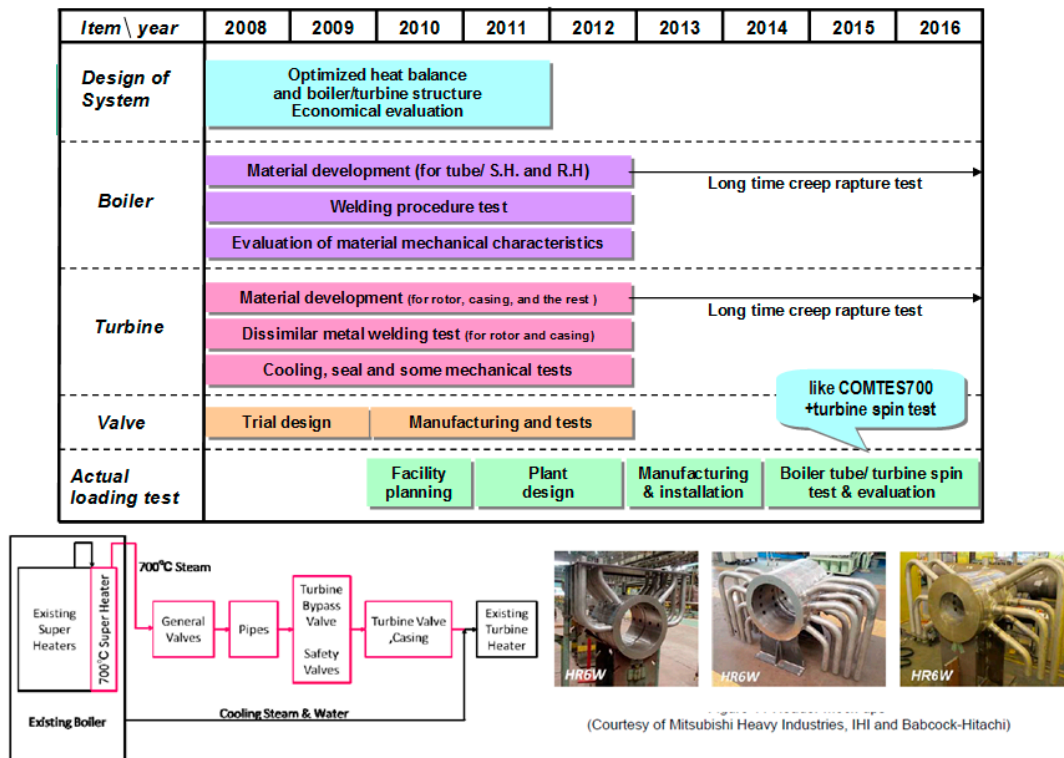 Item\ year 2008 2009 2010 2011 2012 2013 2014 2015 2016
Design of
System
Optimized heat balance
and boiler/turbine structure
Economical evaluation
Boiler
Material development (for tube/ S.H. and R.H)
Long time creep rapture test
Welding procedure test
Evaluation of material mechanical characteristics
Turbine
Material development (for rotor, casing, and the rest )
Long time creep rapture test
Dissimilar metal welding test (for rotor and casing)
Cooling, seal and some mechanical tests
like COMTES700
+turbine spin test
Valve
Trial design
Manufacturing and tests
Actual
loading test
Facility
planning
Plant
design
Manufacturing
& installation
Boiler tube/ turbine spin
test & evaluation
700°C Steam
Existing
Super
Heaters
700°C Super Heater
General
Valves
Pipes
Turbine
Bypass
Valve
Safety
Valves
Turbine Valve
,Casing
Existing
Turbine
Heater
Cooling Steam & Water
Existing Boiler
HR6W
HR6W
HR6W
(Courtesy of Mitsubishi Heavy Industries, IHI and Babcock-Hitachi)